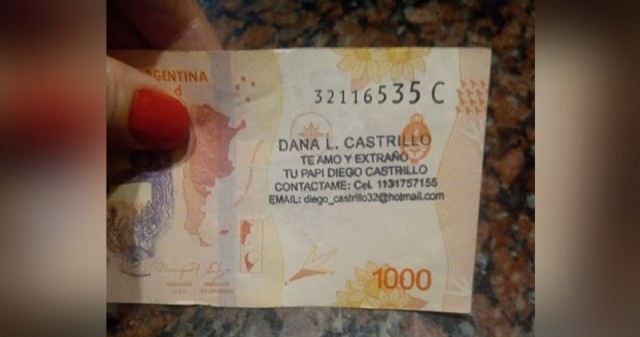 ARGENTINA
32116535 C
DANA L. CASTRILLO
TE AMO Y EXTRAÑO
TU PAPI DIEGO CASTRILLO
CONTACTAME: Cel. 1131757155
EMAIL: diego_castrillo32@hotmail.com
1000